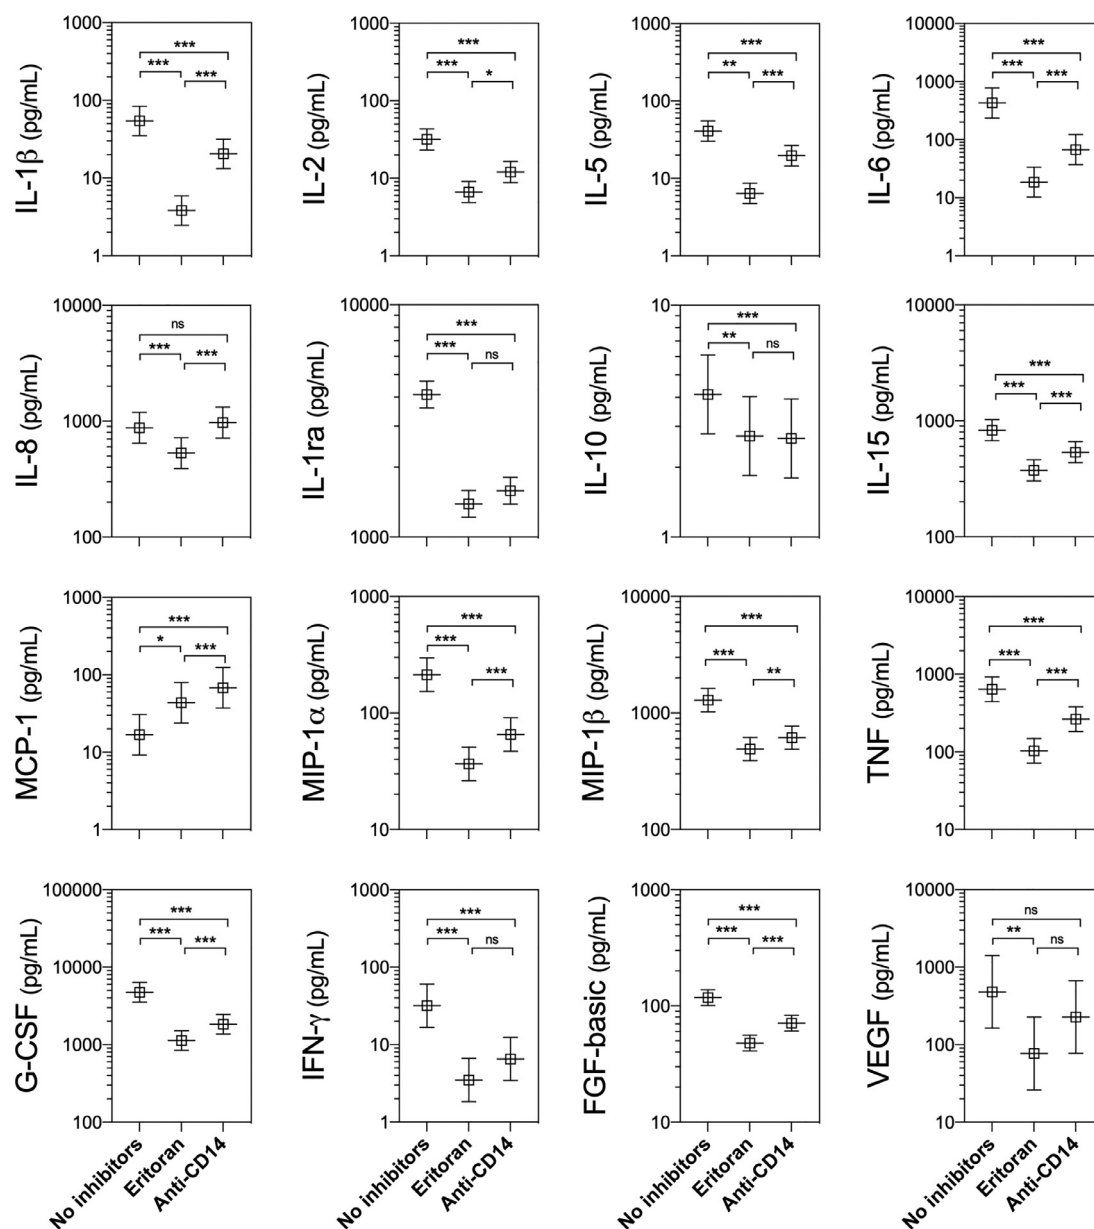 IL-1β (pg/mL)
1000
100
10
1
***
***
***
IL-2 (pg/mL)
1000
100
10
1
***
***
*
IL-5 (pg/mL)
1000
100
10
1
***
**
***
IL-6 (pg/mL)
10000
1000
100
10
1
***
***
***
IL-8 (pg/mL)
10000
1000
100
ns
***
***
IL-1ra (pg/mL)
10000
1000
***
***
ns
IL-10 (pg/mL)
10
1
***
**
ns
IL-15 (pg/mL)
10000
1000
100
***
***
***
MCP-1 (pg/mL)
1000
100
10
1
***
*
***
MIP-1α (pg/mL)
1000
100
10
***
***
***
MIP-1β (pg/mL)
10000
1000
100
***
***
**
TNF (pg/mL)
10000
1000
100
10
***
***
***
G-CSF (pg/mL)
100000
10000
1000
100
***
***
***
IFN-γ (pg/mL)
1000
100
10
1
***
***
ns
FGF-basic (pg/mL)
1000
100
10
***
***
***
VEGF (pg/mL)
10000
1000
100
10
ns
**
ns
No inhibitors
Eritoran
Anti-CD14
No inhibitors
Eritoran
Anti-CD14
No inhibitors
Eritoran
Anti-CD14
No inhibitors
Eritoran
Anti-CD14